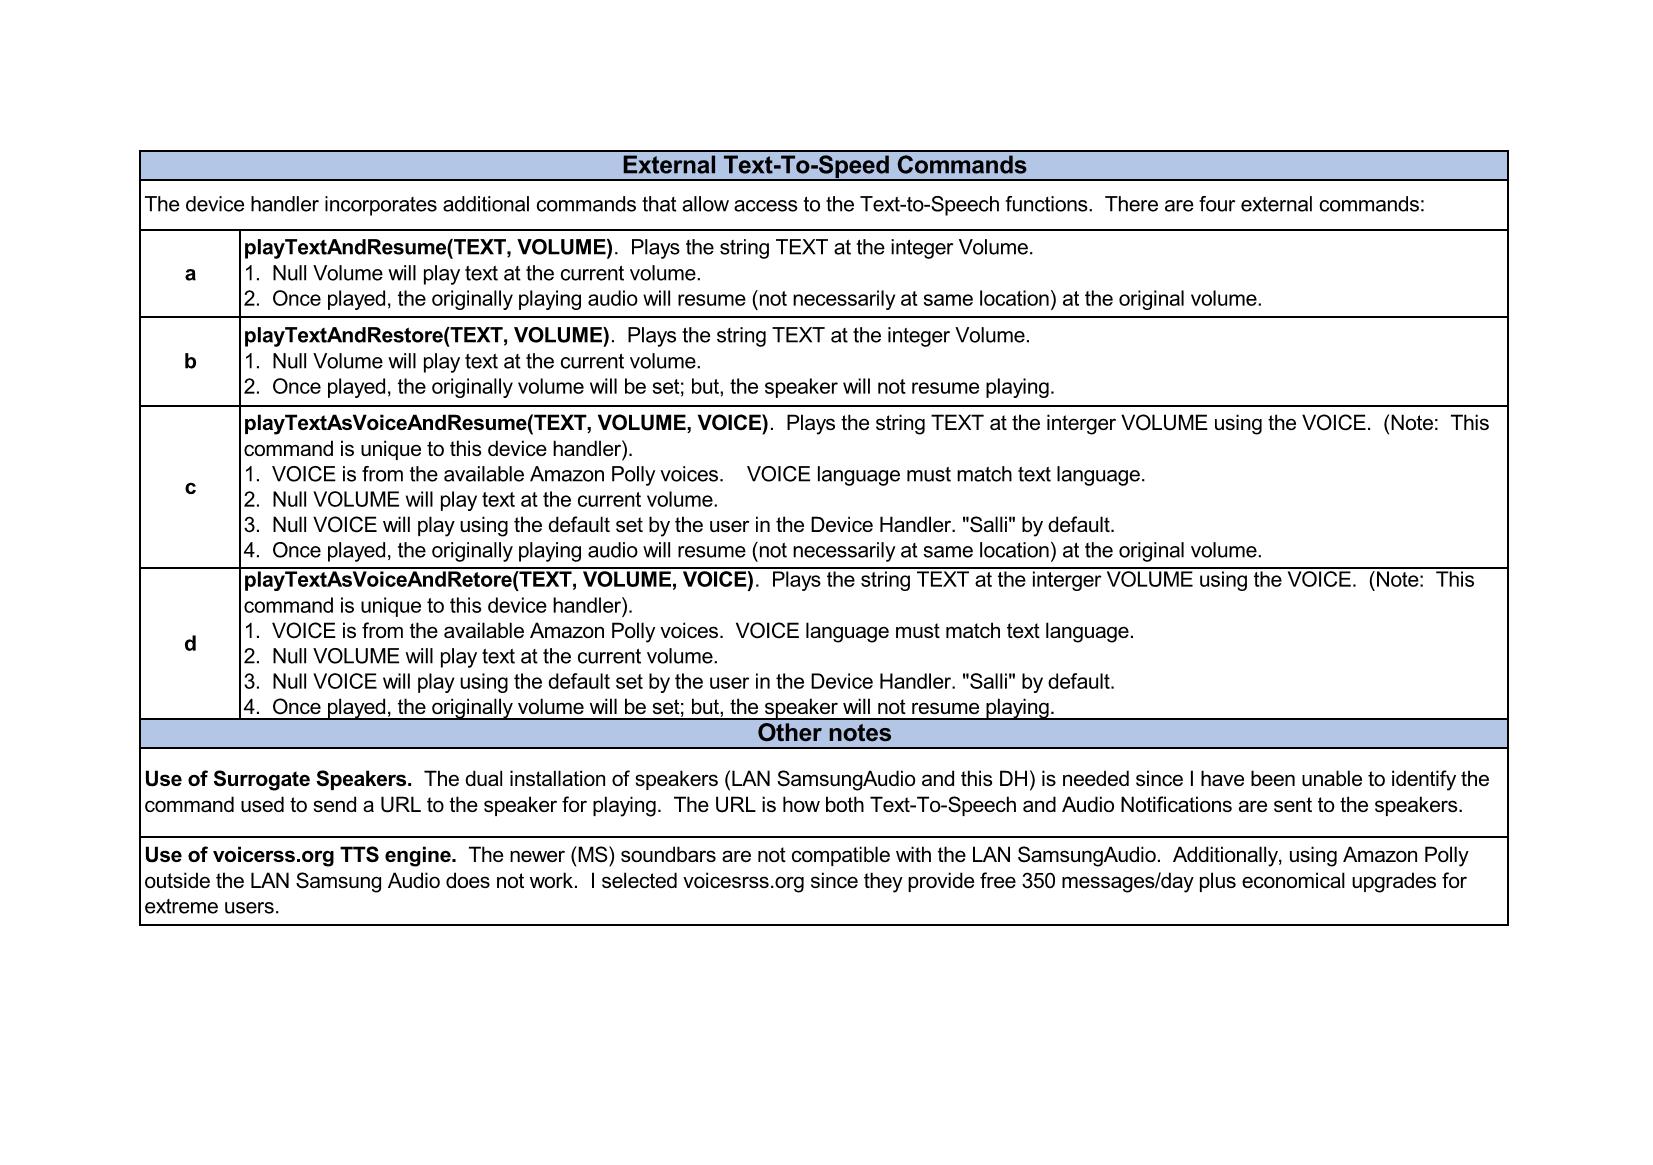 External Text-To-Speed Commands
The device handler incorporates additional commands that allow access to the Text-to-Speech functions.  There are four external commands:
a
playTextAndResume(TEXT, VOLUME).  Plays the string TEXT at the integer Volume.
1.  Null Volume will play text at the current volume.
2.  Once played, the originally playing audio will resume (not necessarily at same location) at the original volume.
b
playTextAndRestore(TEXT, VOLUME).  Plays the string TEXT at the integer Volume.
1.  Null Volume will play text at the current volume.
2.  Once played, the originally volume will be set; but, the speaker will not resume playing.
c
playTextAsVoiceAndResume(TEXT, VOLUME, VOICE).  Plays the string TEXT at the interger VOLUME using the VOICE.  (Note:  This
command is unique to this device handler).
1.  VOICE is from the available Amazon Polly voices.    VOICE language must match text language.
2.  Null VOLUME will play text at the current volume.
3.  Null VOICE will play using the default set by the user in the Device Handler. "Salli" by default.
4.  Once played, the originally playing audio will resume (not necessarily at same location) at the original volume.
d
playTextAsVoiceAndRetore(TEXT, VOLUME, VOICE).  Plays the string TEXT at the interger VOLUME using the VOICE.  (Note:  This
command is unique to this device handler).
1.  VOICE is from the available Amazon Polly voices.  VOICE language must match text language.
2.  Null VOLUME will play text at the current volume.
3.  Null VOICE will play using the default set by the user in the Device Handler. "Salli" by default.
4.  Once played, the originally volume will be set; but, the speaker will not resume playing.
Other notes
Use of Surrogate Speakers.  The dual installation of speakers (LAN SamsungAudio and this DH) is needed since I have been unable to identify the
command used to send a URL to the speaker for playing.  The URL is how both Text-To-Speech and Audio Notifications are sent to the speakers.
Use of voicerss.org TTS engine.  The newer (MS) soundbars are not compatible with the LAN SamsungAudio.  Additionally, using Amazon Polly
outside the LAN Samsung Audio does not work.  I selected voicesrss.org since they provide free 350 messages/day plus economical upgrades for
extreme users.